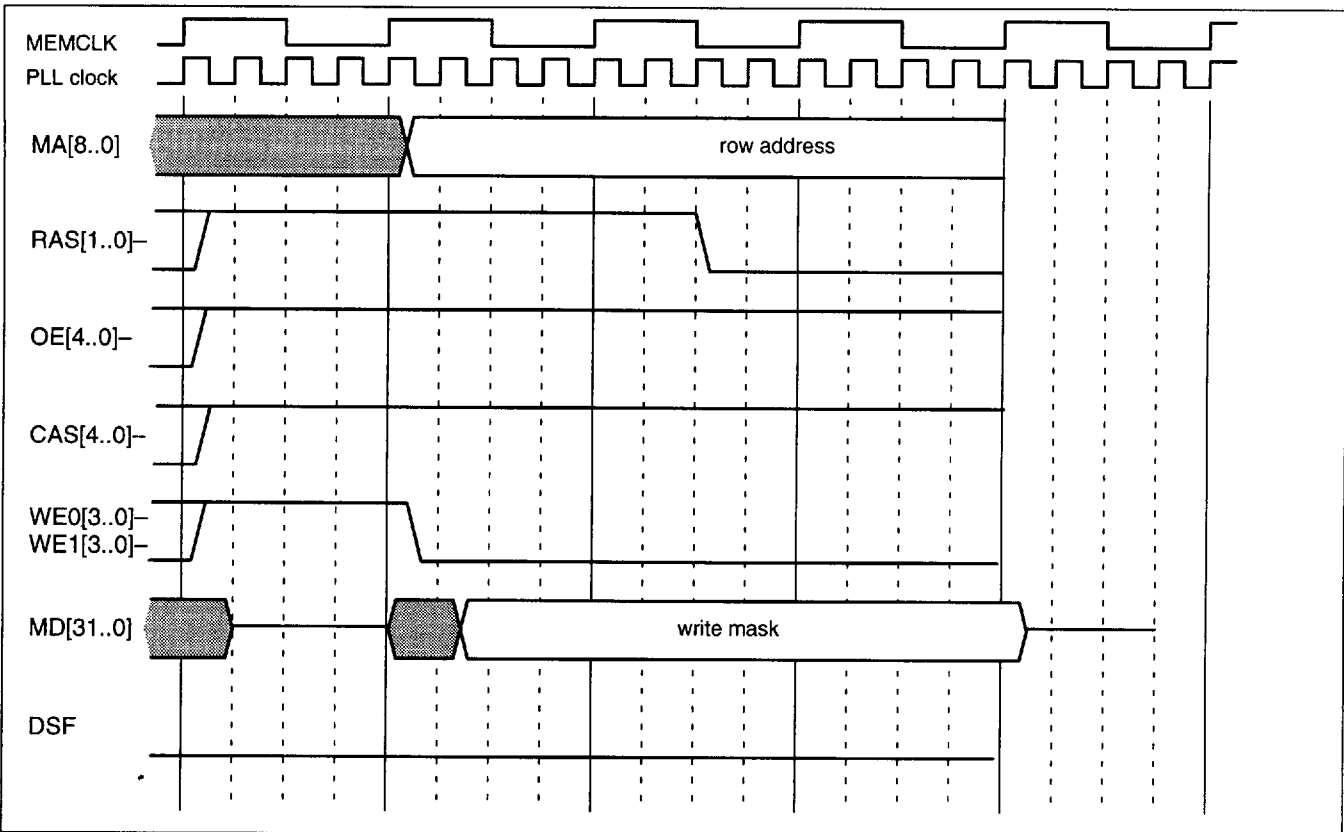 MEMCLK
PLL clock
MA[8..0]
row address
RAS[1..0]–
OE[4..0]–
CAS[4..0]–
WE0[3..0]–
WE1[3..0]–
MD[31..0]
write mask
DSF